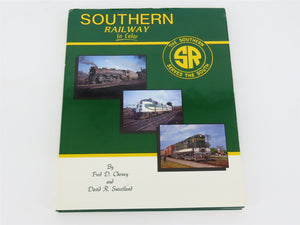 SOUTHERN
RAILWAY
In Color
THE SOUTHERN
SR
SERVES THE SOUTH
By
Fred D. Cheney
and
David R. Sweetland